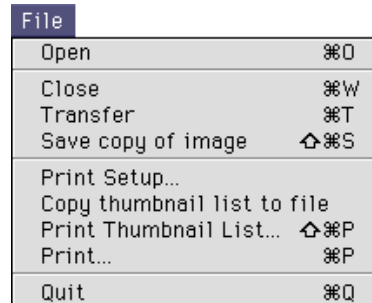 File
Open ⌘O
Close ⌘W
Transfer ⌘T
Save copy of image ⇧⌘S
Print Setup...
Copy thumbnail list to file
Print Thumbnail List... ⇧⌘P
Print... ⌘P
Quit ⌘Q